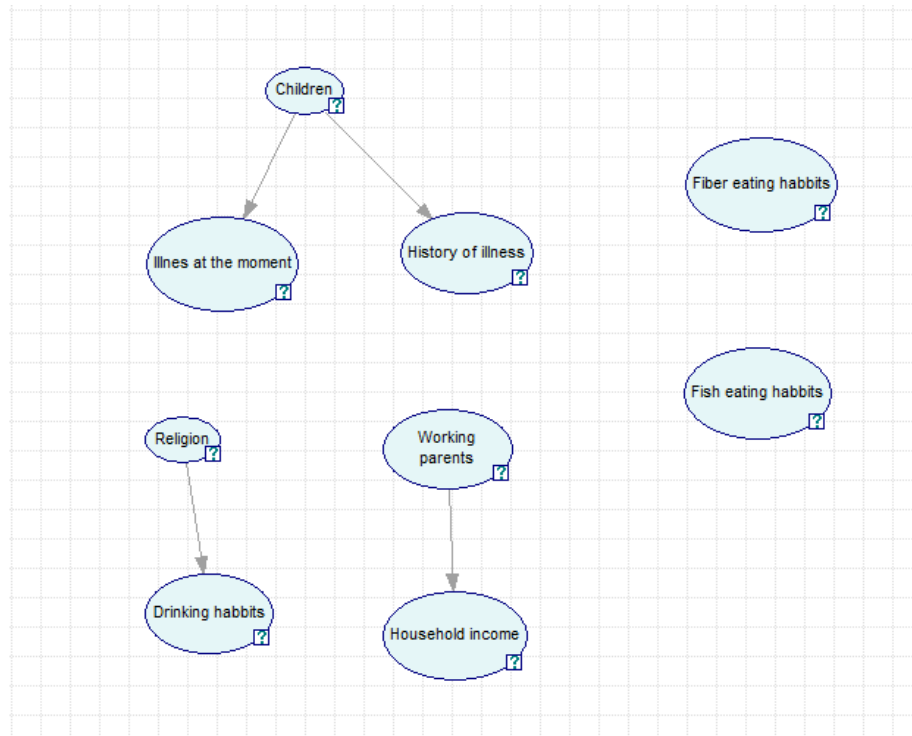 Children
?
Fiber eating habbits
?
Illnes at the moment
?
History of illness
?
Fish eating habbits
?
Religion
?
Working
parents
?
Drinking habbits
?
Household income
?